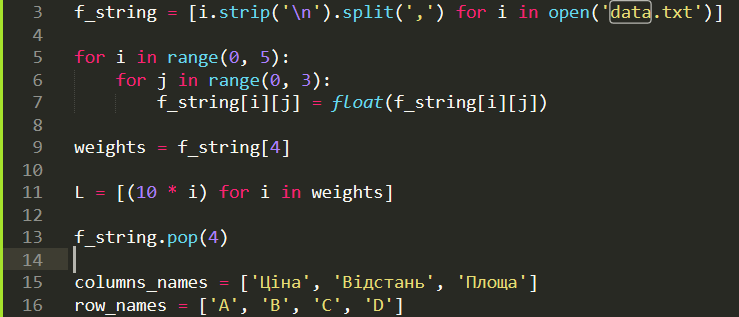 3 f_string = [i.strip('\n').split(',') for i in open('data.txt')]
4
5 for i in range(0, 5):
6     for j in range(0, 3):
7         f_string[i][j] = float(f_string[i][j])
8
9 weights = f_string[4]
10
11 L = [(10 * i) for i in weights]
12
13 f_string.pop(4)
14
15 columns_names = ['Ціна', 'Відстань', 'Площа']
16 row_names = ['A', 'B', 'C', 'D']